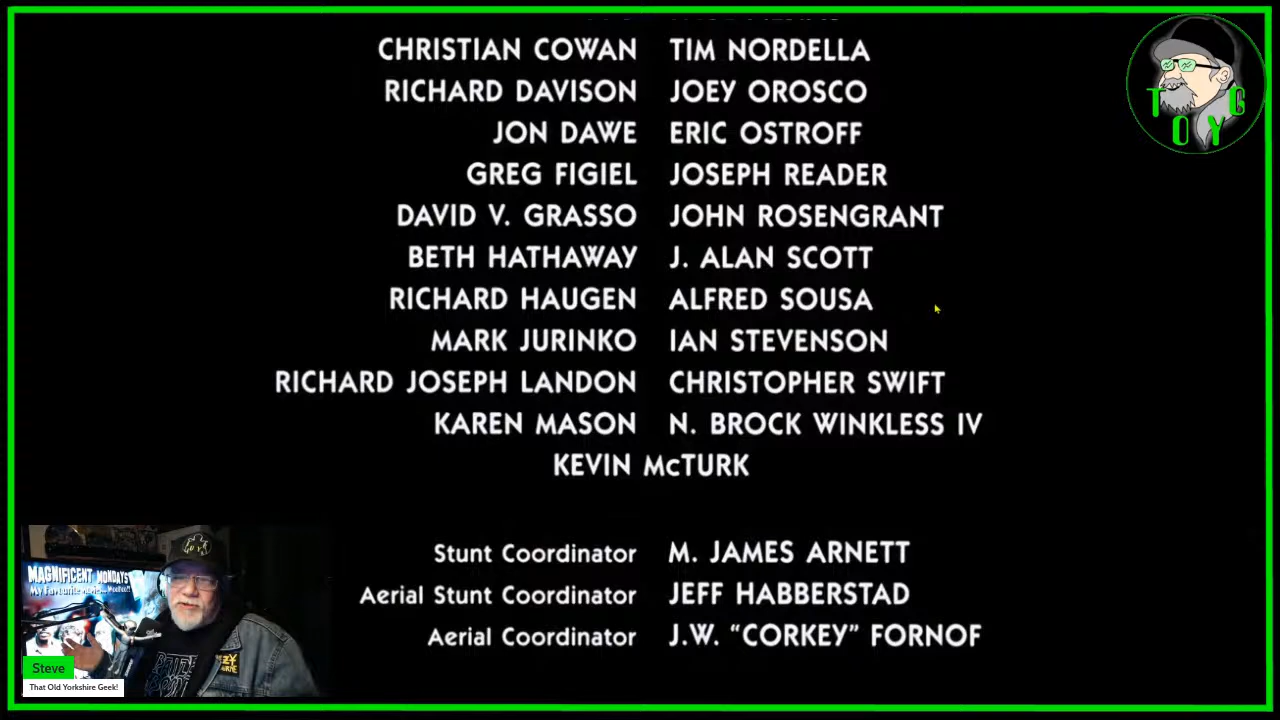 CHRISTIAN COWAN TIM NORDELLA
RICHARD DAVISON JOEY OROSCO
JON DAWE ERIC OSTROFF
GREG FIGIEL JOSEPH READER
DAVID V. GRASSO JOHN ROSENGRANT
BETH HATHAWAY J. ALAN SCOTT
RICHARD HAUGEN ALFRED SOUSA
MARK JURINKO IAN STEVENSON
RICHARD JOSEPH LANDON CHRISTOPHER SWIFT
KAREN MASON N. BROCK WINKLESS IV
KEVIN McTURK
Stunt Coordinator M. JAMES ARNETT
Aerial Stunt Coordinator JEFF HABBERSTAD
Aerial Coordinator J.W. “CORKEY” FORNOF
T O Y G
MAGNIFICENT MONDAYS
My Favourite Movie...
Steve
That Old Yorkshire Geek!